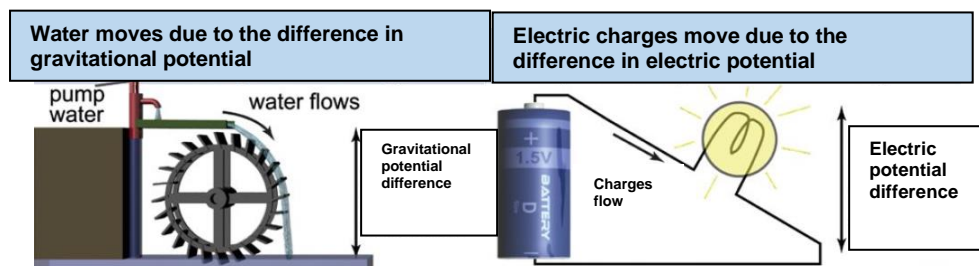 Water moves due to the difference in
gravitational potential
Electric charges move due to the
difference in electric potential
pump
water
water flows
Gravitational
potential
difference
+
1.5V
BATTERY
D
Charges
flow
Electric
potential
difference